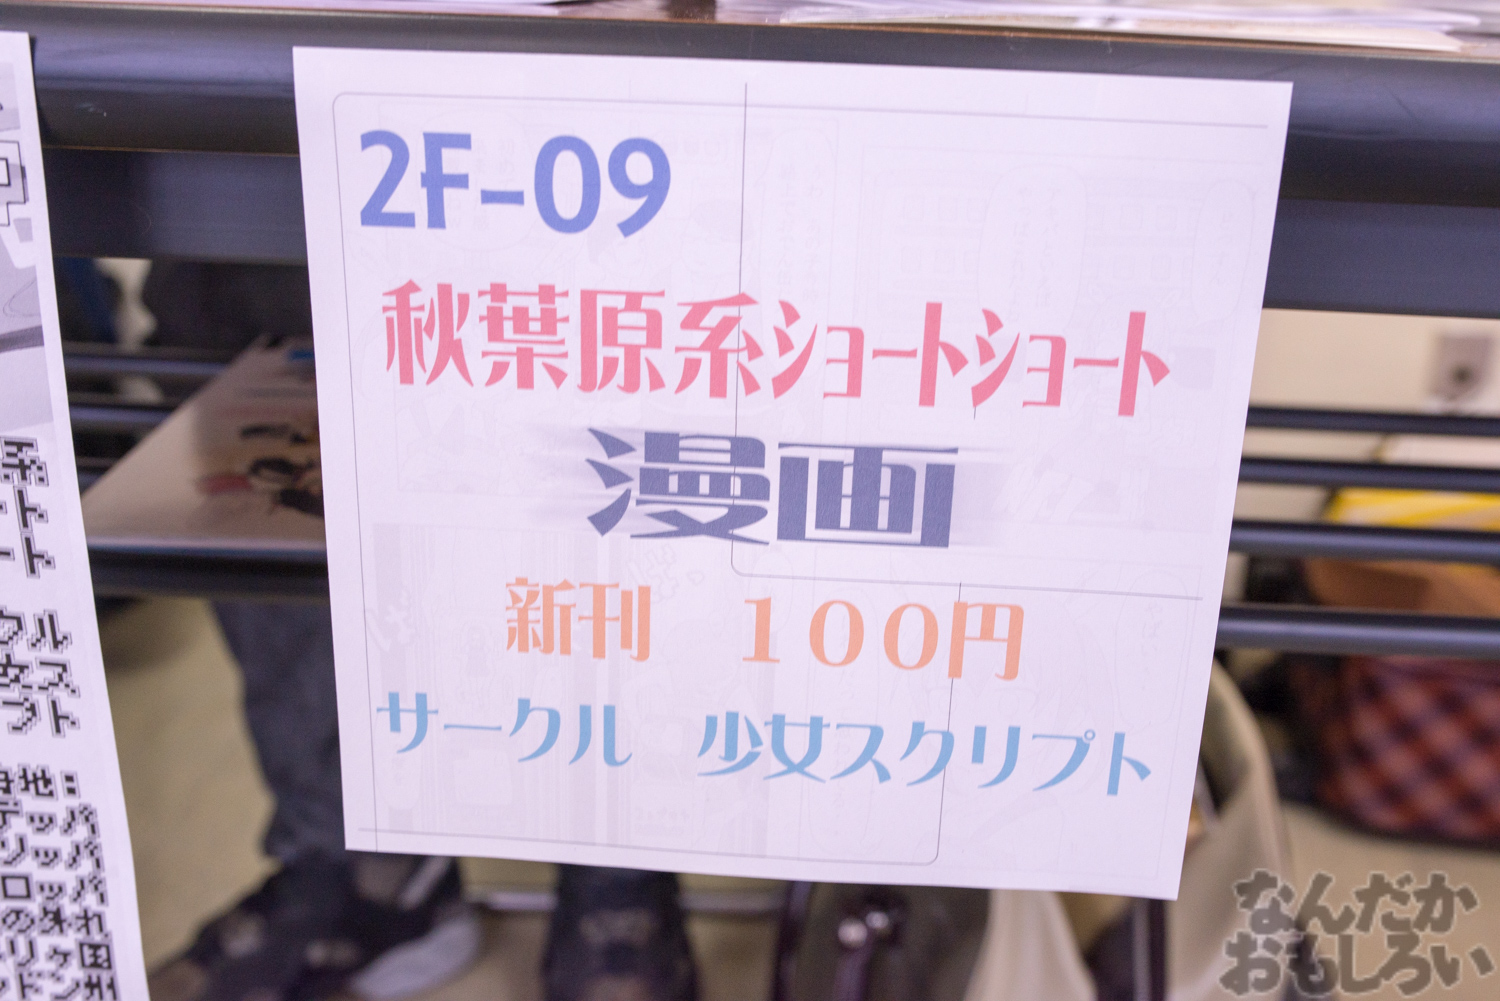 2F-09
秋葉原系ショートショート
漫画
新刊　１００円
サークル　少女スクリプト
なんだか
おもしろい